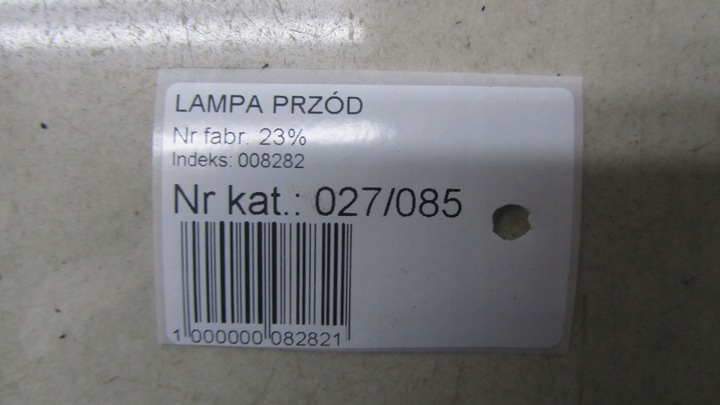 LAMPA PRZÓD
Nr fabr. 23%
Indeks: 008282
Nr kat.: 027/085
1 000000 082821